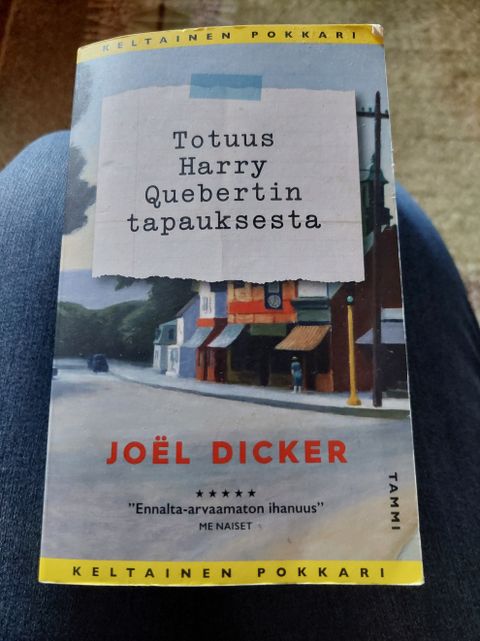 KELTAINEN POKKARI
Totuus
Harry
Quebertin
tapauksesta
JOËL DICKER
"Ennalta-arvaamaton ihanuus"
ME NAISET
TAMMI
KELTAINEN POKKARI